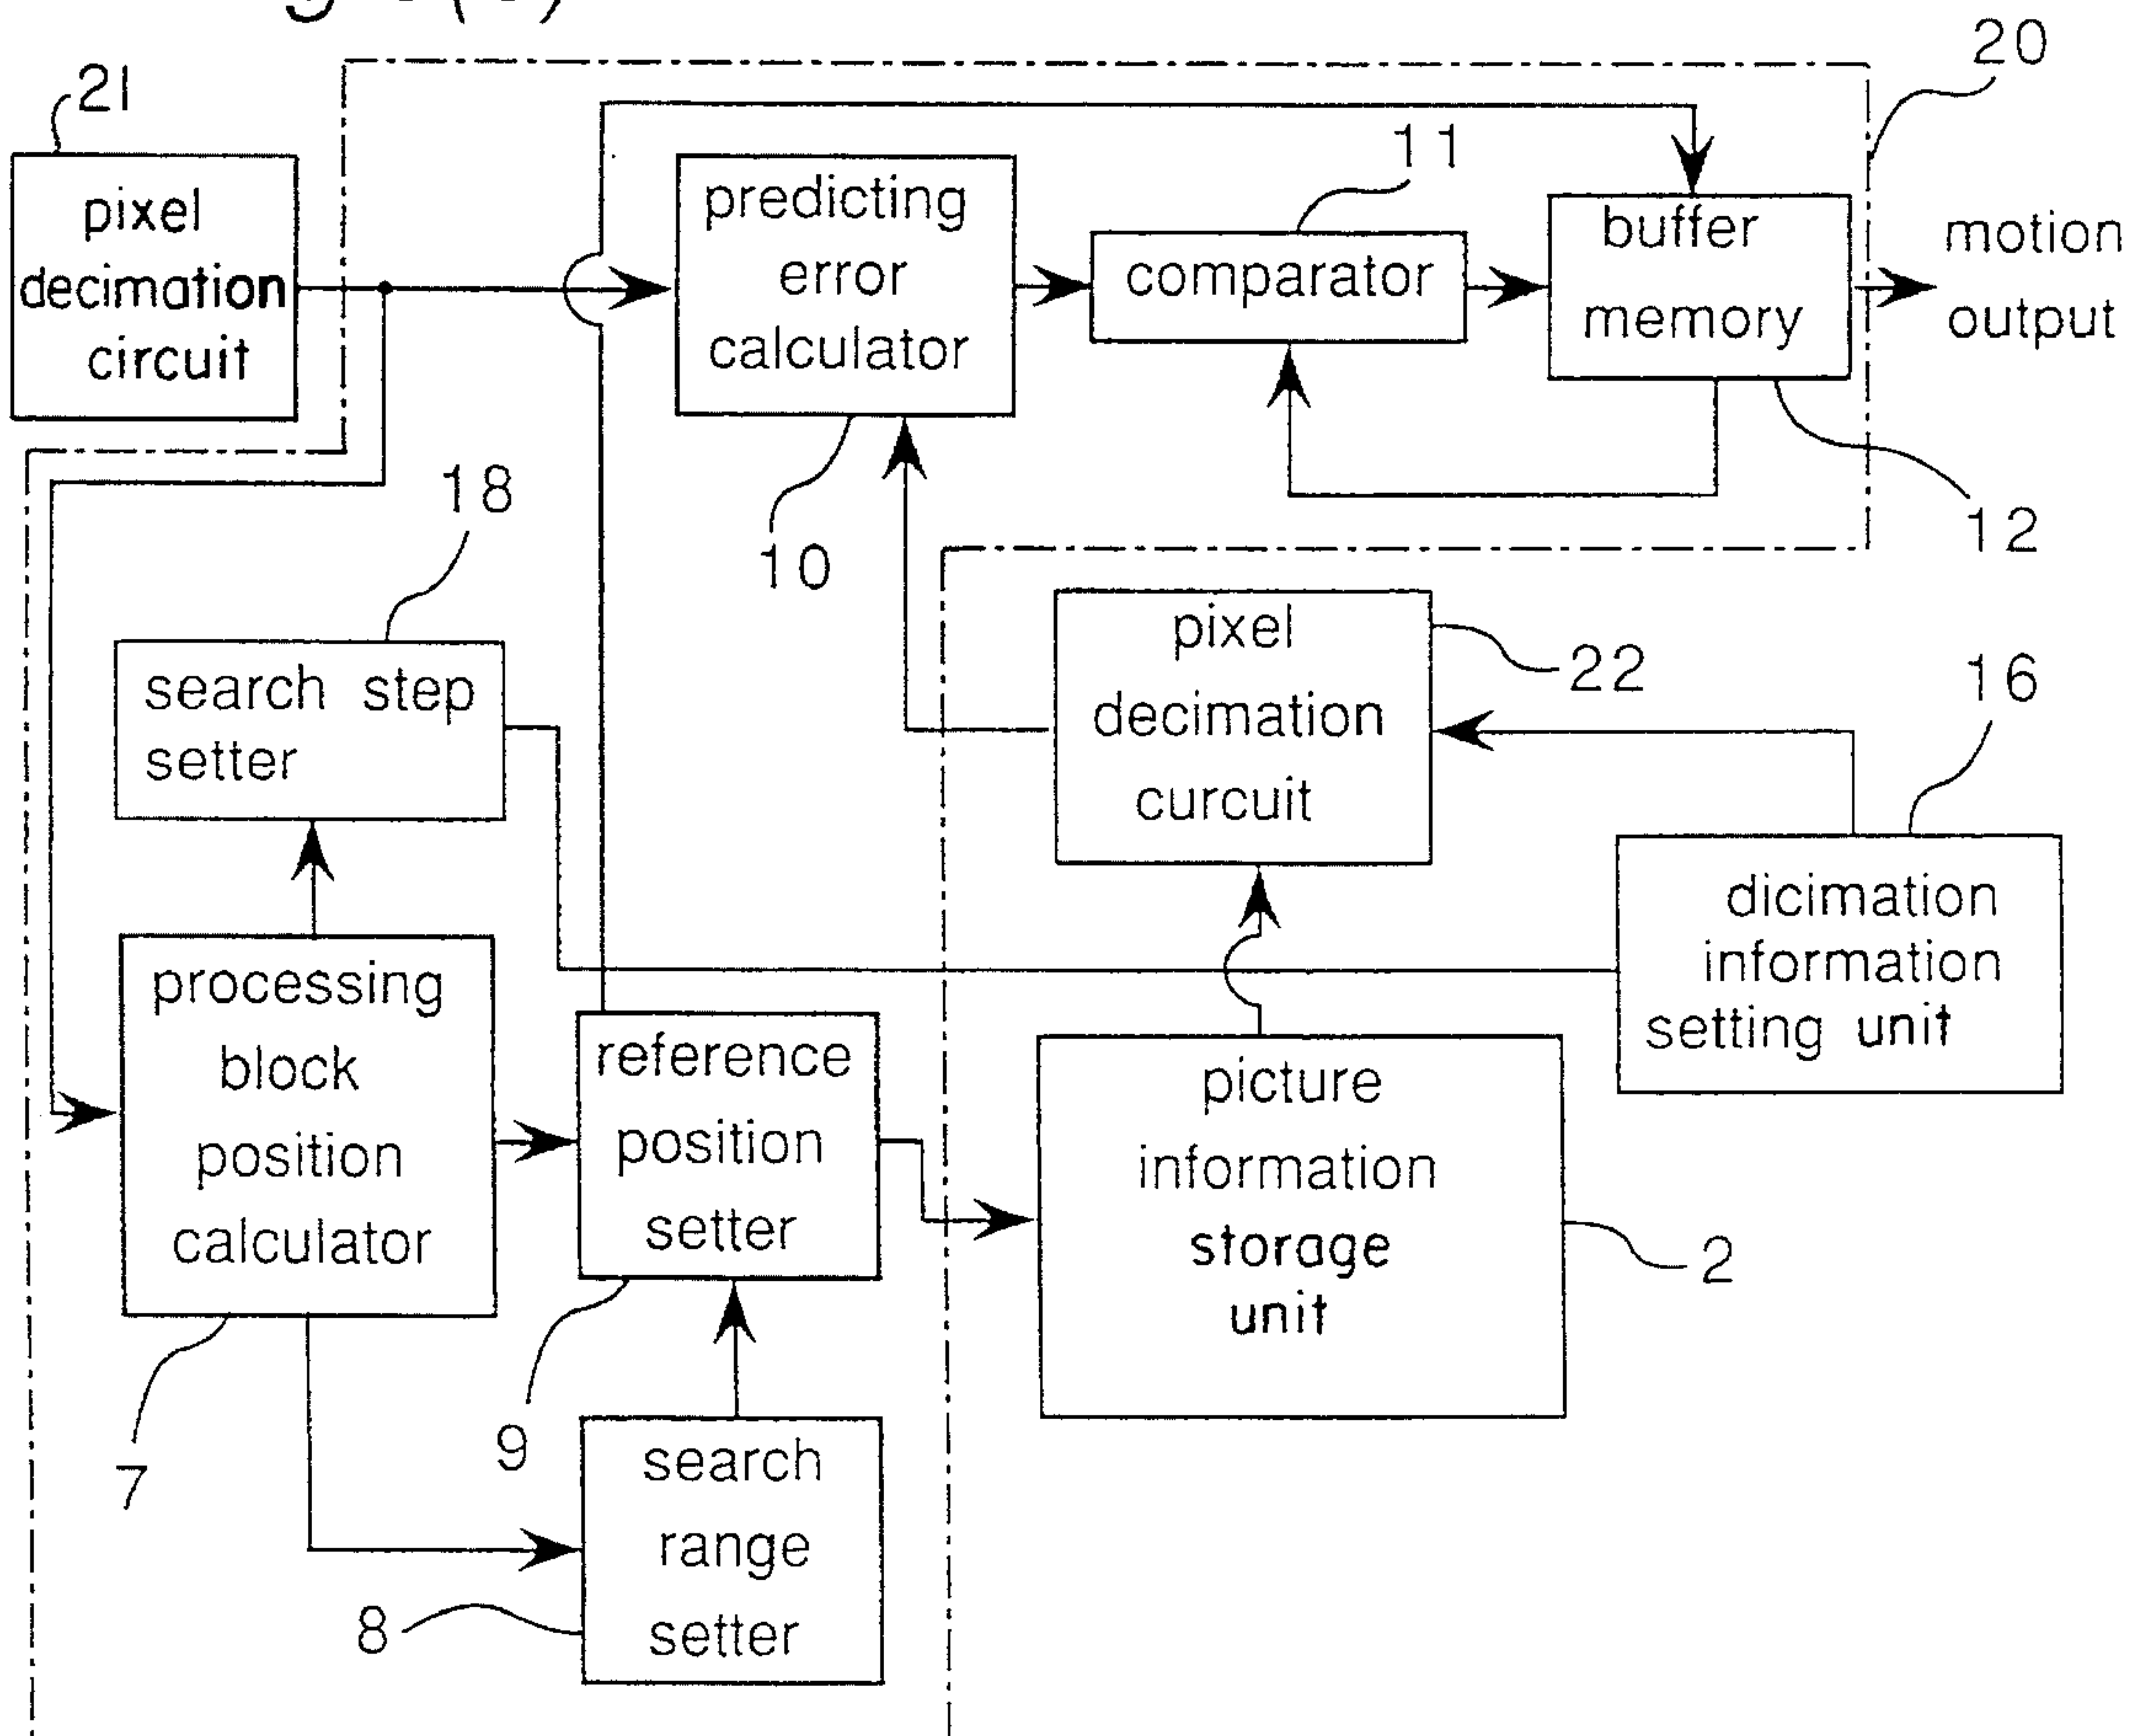 20
21
pixel
decimation
circuit
predicting
error
calculator
11
comparator
buffer
memory
motion
output
18
10
12
search step
setter
pixel
decimation
curcuit
22
16
dicimation
information
setting unit
processing
block
position
calculator
reference
position
setter
picture
information
storage
unit
2
7
9
search
range
setter
8